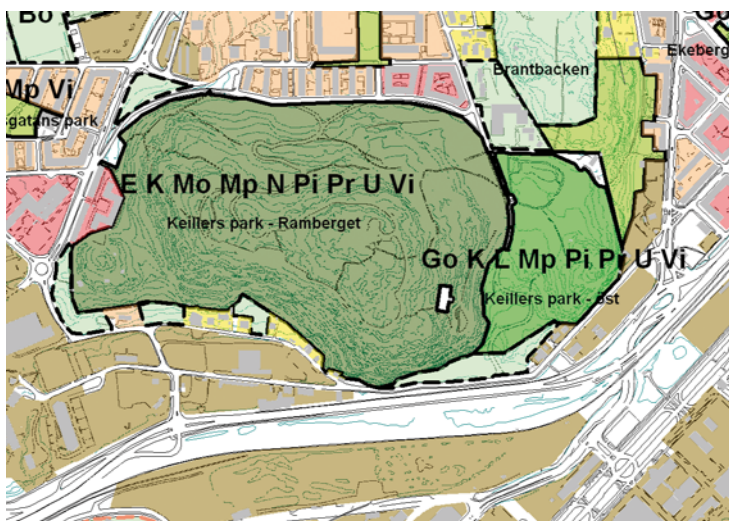 Bo
Go
Ekeberg
Brantbacken
Mp Vi
sgatans park
E K Mo Mp N Pi Pr U Vi
Keillers park - Ramberget
Go K L Mp Pi Pr U Vi
Keillers park - öst